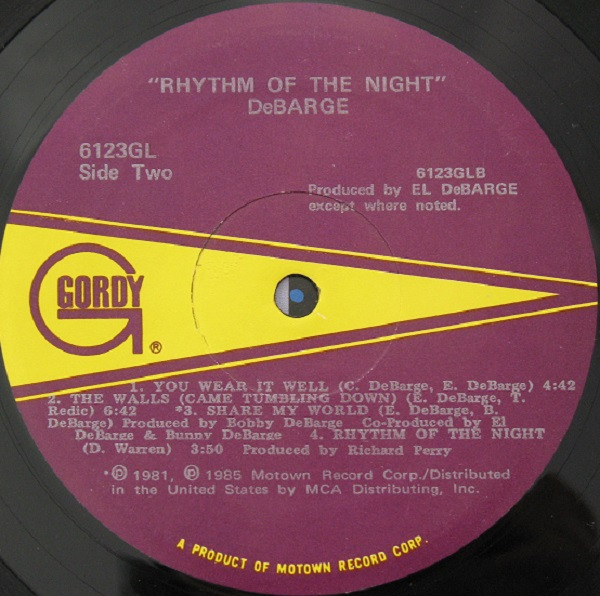 "RHYTHM OF THE NIGHT"
DeBARGE
6123GL
Side Two
6123GLB
Produced by EL DeBARGE
except where noted.
GORDY
G
®
1. YOU WEAR IT WELL (C. DeBarge, E. DeBarge) 4:42
2. THE WALLS (CAME TUMBLING DOWN) (E. DeBarge, T.
Redic) 6:42 *3. SHARE MY WORLD (E. DeBarge, B.
DeBarge) Produced by Bobby DeBarge Co-Produced by El
DeBarge & Bunny DeBarge 4. RHYTHM OF THE NIGHT
(D. Warren) 3:50 Produced by Richard Perry
*℗ 1981, ℗ 1985 Motown Record Corp./Distributed
in the United States by MCA Distributing, Inc.
A PRODUCT OF MOTOWN RECORD CORP.